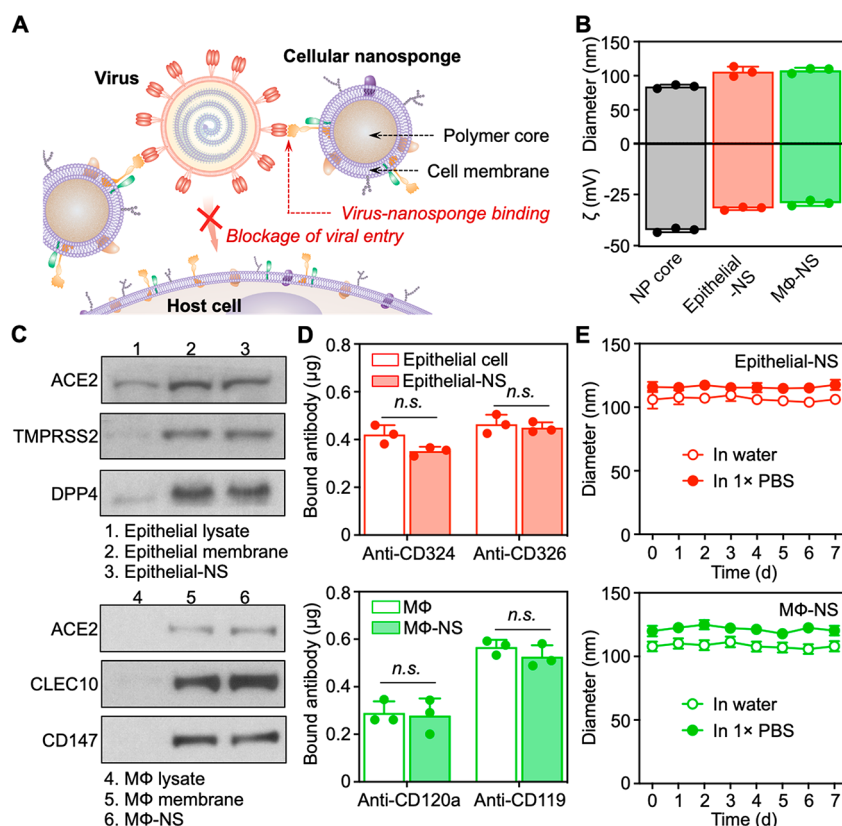 A
Virus
Cellular nanosponge
Polymer core
Cell membrane
Virus-nanosponge binding
Blockage of viral entry
Host cell
B
Diameter (nm)
150
100
50
0
ζ (mV)
-25
-50
NP core
Epithelial
-NS
MΦ-NS
C
1 2 3
ACE2
TMPRSS2
DPP4
1. Epithelial lysate
2. Epithelial membrane
3. Epithelial-NS
4 5 6
ACE2
CLEC10
CD147
4. MΦ lysate
5. MΦ membrane
6. MΦ-NS
D
Bound antibody (µg)
0.8
0.6
0.4
0.2
0
Epithelial cell
Epithelial-NS
n.s.
n.s.
Anti-CD324 Anti-CD326
Bound antibody (µg)
0.8
0.6
0.4
0.2
0
MΦ
MΦ-NS
n.s.
n.s.
Anti-CD120a Anti-CD119
E
Diameter (nm)
150
100
50
0
Epithelial-NS
In water
In 1× PBS
0 1 2 3 4 5 6 7
Time (d)
Diameter (nm)
150
100
50
0
MΦ-NS
In water
In 1× PBS
0 1 2 3 4 5 6 7
Time (d)